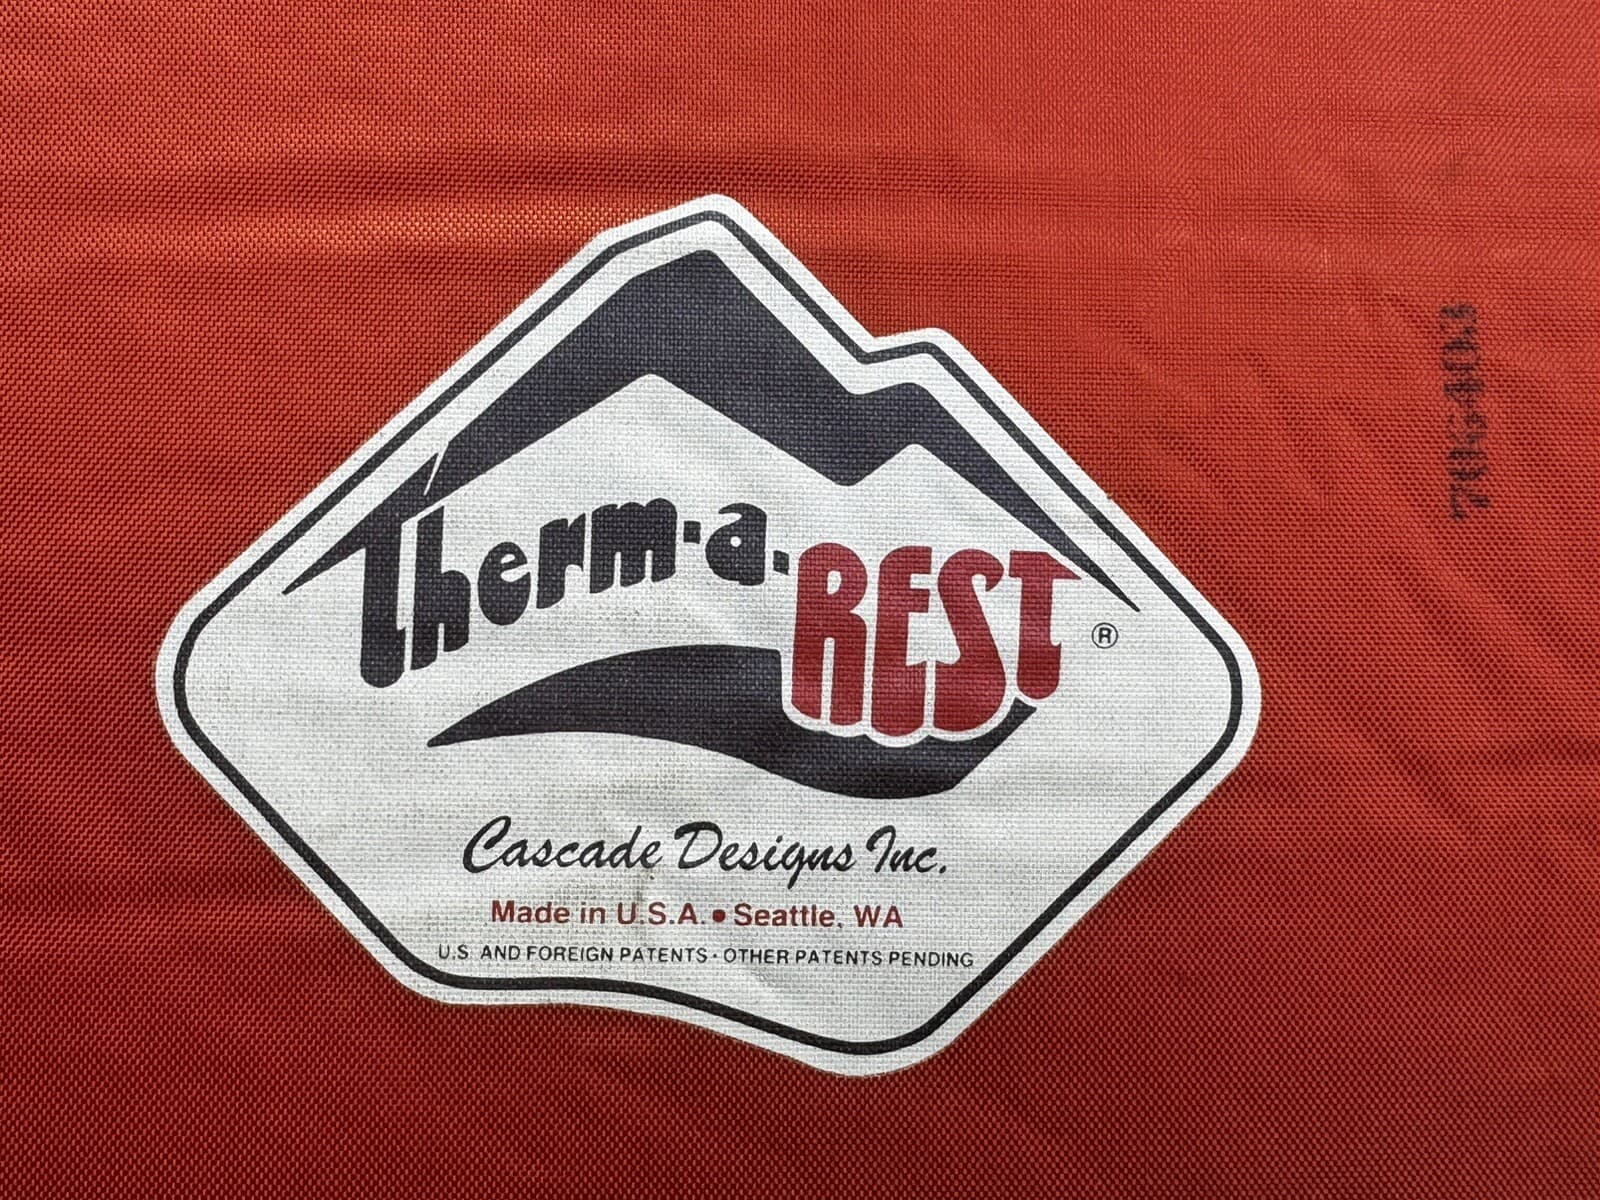 Therm·a·REST ®
Cascade Designs Inc.
Made in U.S.A. • Seattle, WA
U.S. AND FOREIGN PATENTS · OTHER PATENTS PENDING